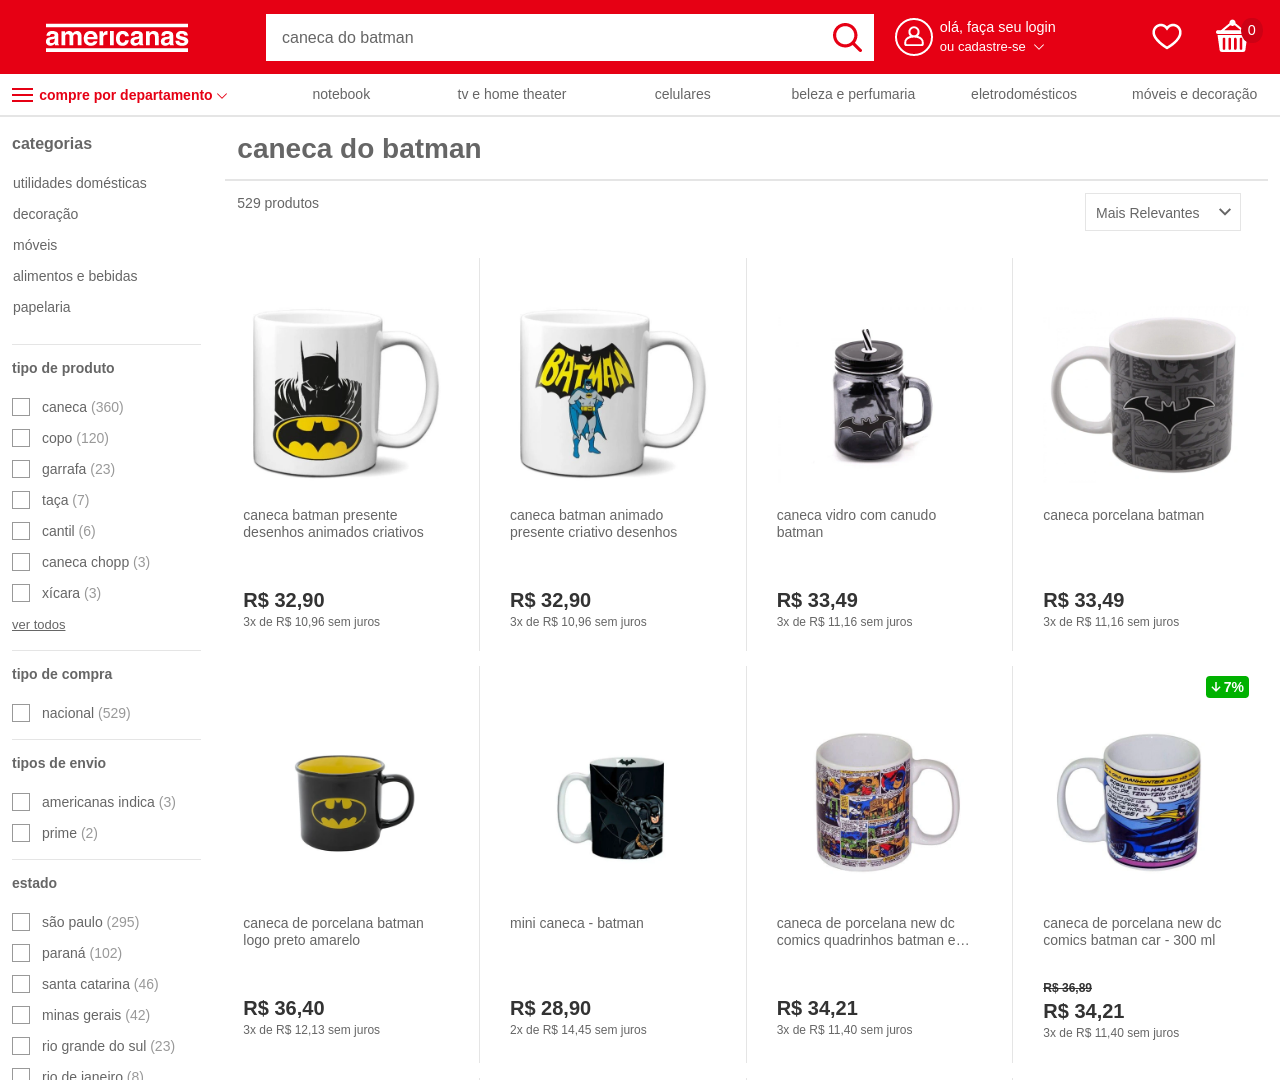 americanas
caneca do batman
olá, faça seu login
ou cadastre-se
0
compre por departamento
notebook
tv e home theater
celulares
beleza e perfumaria
eletrodomésticos
móveis e decoração
categorias
utilidades domésticas
decoração
móveis
alimentos e bebidas
papelaria
tipo de produto
caneca (360)
copo (120)
garrafa (23)
taça (7)
cantil (6)
caneca chopp (3)
xícara (3)
ver todos
tipo de compra
nacional (529)
tipos de envio
americanas indica (3)
prime (2)
estado
são paulo (295)
paraná (102)
santa catarina (46)
minas gerais (42)
rio grande do sul (23)
rio de janeiro (8)
caneca do batman
529 produtos
Mais Relevantes
BATMAN
caneca batman presente
desenhos animados criativos
R$ 32,90
3x de R$ 10,96 sem juros
caneca batman animado
presente criativo desenhos
R$ 32,90
3x de R$ 10,96 sem juros
caneca vidro com canudo
batman
R$ 33,49
3x de R$ 11,16 sem juros
caneca porcelana batman
R$ 33,49
3x de R$ 11,16 sem juros
7%
caneca de porcelana batman
logo preto amarelo
R$ 36,40
3x de R$ 12,13 sem juros
mini caneca - batman
R$ 28,90
2x de R$ 14,45 sem juros
caneca de porcelana new dc
comics quadrinhos batman e…
R$ 34,21
3x de R$ 11,40 sem juros
caneca de porcelana new dc
comics batman car - 300 ml
R$ 36,89
R$ 34,21
3x de R$ 11,40 sem juros